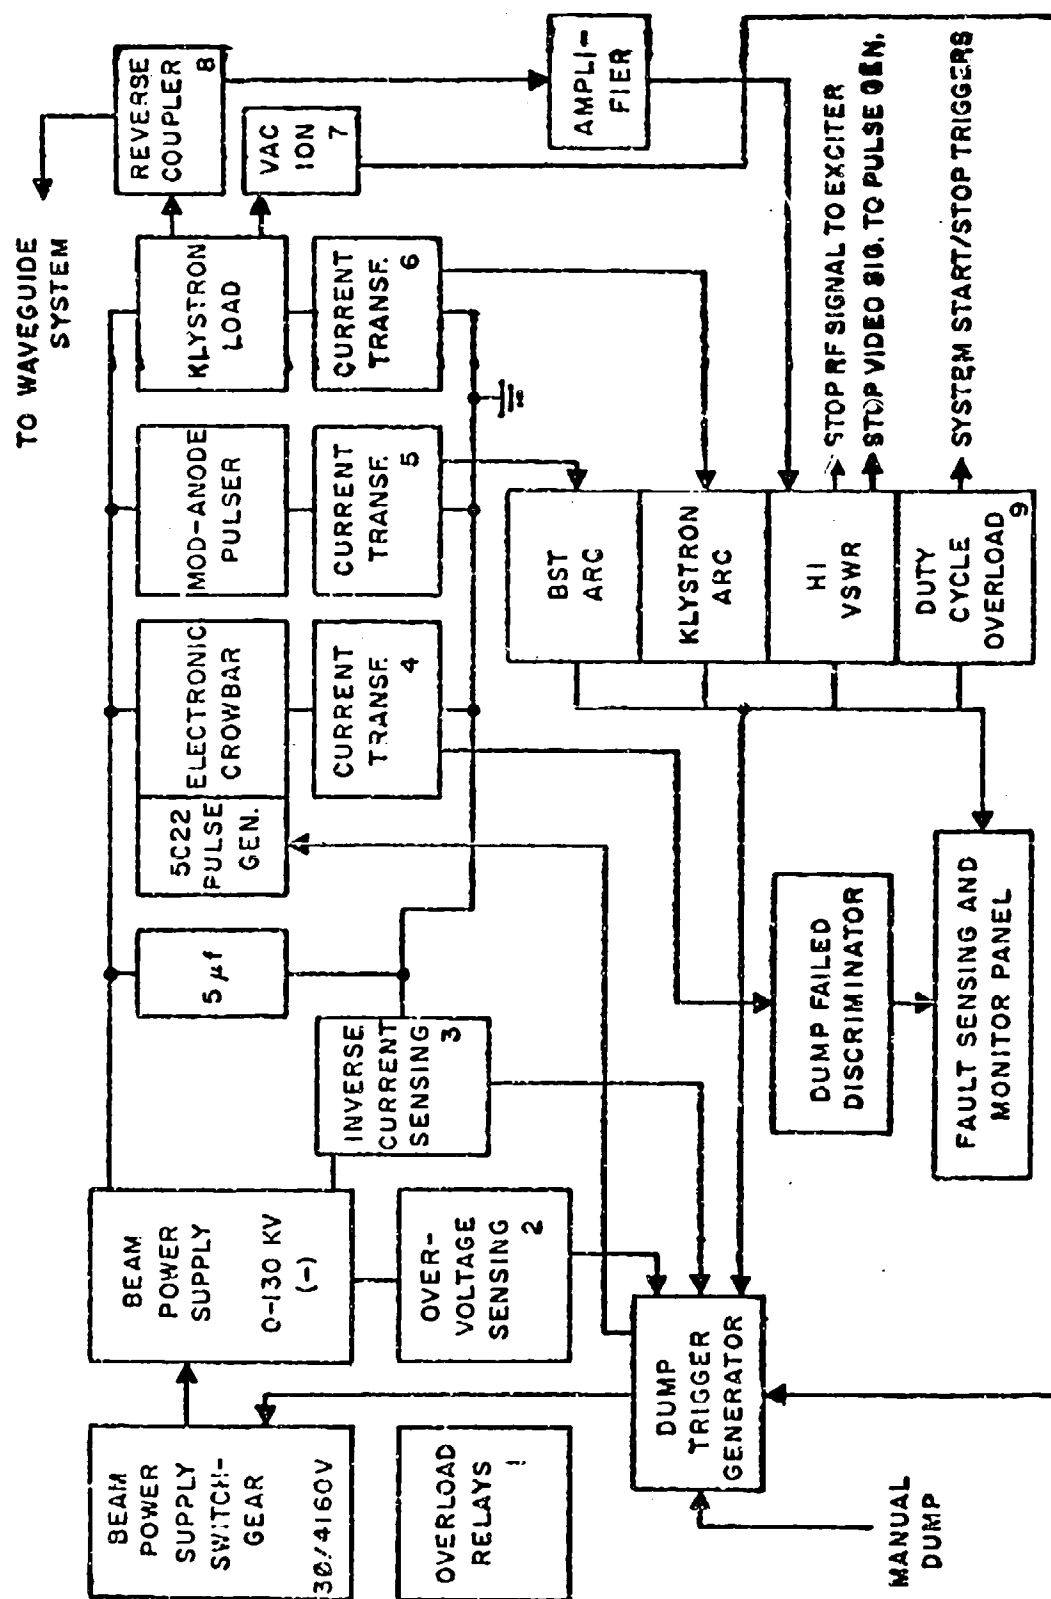 BEAM
POWER
SUPPLY
SWITCH-
GEAR
3Ø/4160V
OVERLOAD
RELAYS 1
BEAM
POWER
SUPPLY
0-130 KV
(-)
OVER-
VOLTAGE
SENSING 2
INVERSE
CURRENT
SENSING 3
5 μf
5C22
PULSE
GEN.
ELECTRONIC
CROWBAR
CURRENT
TRANSF. 4
MOD-ANODE
PULSER
CURRENT
TRANSF. 5
KLYSTRON
LOAD
CURRENT
TRANSF. 6
TO WAVEGUIDE
SYSTEM
REVERSE
COUPLER 8
VAC
ION 7
AMPLI-
FIER
BST
ARC
KLYSTRON
ARC
HI
VSWR
DUTY
CYCLE
OVERLOAD 9
STOP RF SIGNAL TO EXCITER
STOP VIDEO SIG. TO PULSE GEN.
SYSTEM START/STOP TRIGGERS
DUMP
TRIGGER
GENERATOR
MANUAL
DUMP
DUMP FAILED
DISCRIMINATOR
FAULT SENSING AND
MONITOR PANEL